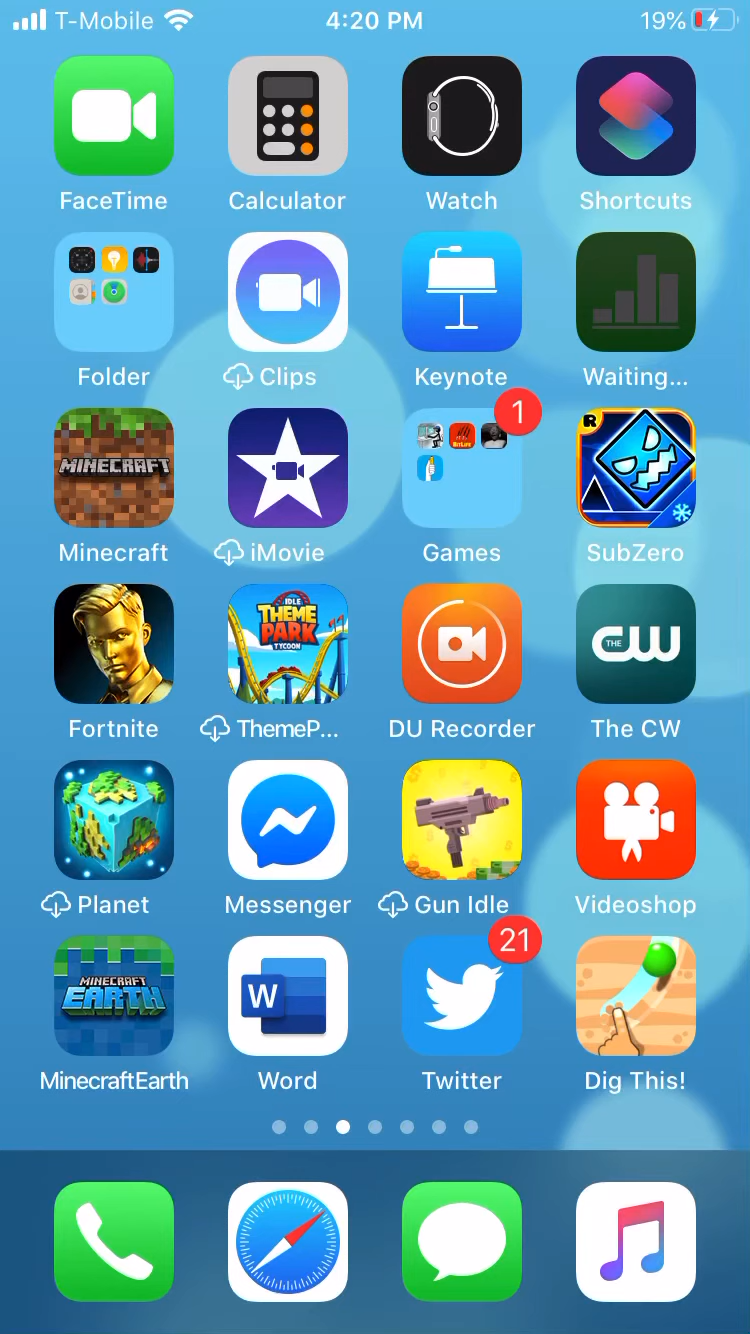 T-Mobile 4:20 PM 19%
FaceTime Calculator Watch Shortcuts
Folder Clips Keynote Waiting...
1
BITLIFE
R
MINECRAFT
Minecraft iMovie Games SubZero
IDLE
THEME
PARK
TYCOON
THE CW
Fortnite ThemeP... DU Recorder The CW
Planet Messenger Gun Idle Videoshop
21
MINECRAFT
EARTH
W
MinecraftEarth Word Twitter Dig This!